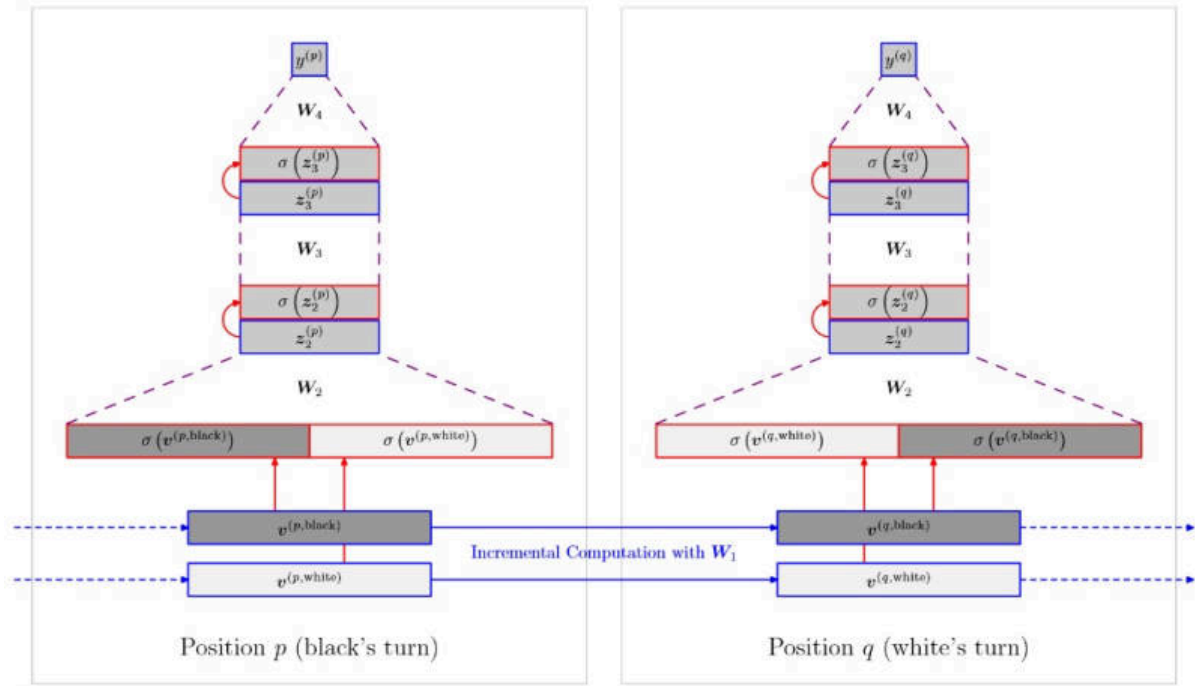 y^(p)
W_4
σ(z_3^(p))
z_3^(p)
W_3
σ(z_2^(p))
z_2^(p)
W_2
σ(v^(p,black)) σ(v^(p,white))
v^(p,black)
v^(p,white)
Position p (black's turn)
Incremental Computation with W_1
y^(q)
W_4
σ(z_3^(q))
z_3^(q)
W_3
σ(z_2^(q))
z_2^(q)
W_2
σ(v^(q,white)) σ(v^(q,black))
v^(q,black)
v^(q,white)
Position q (white's turn)